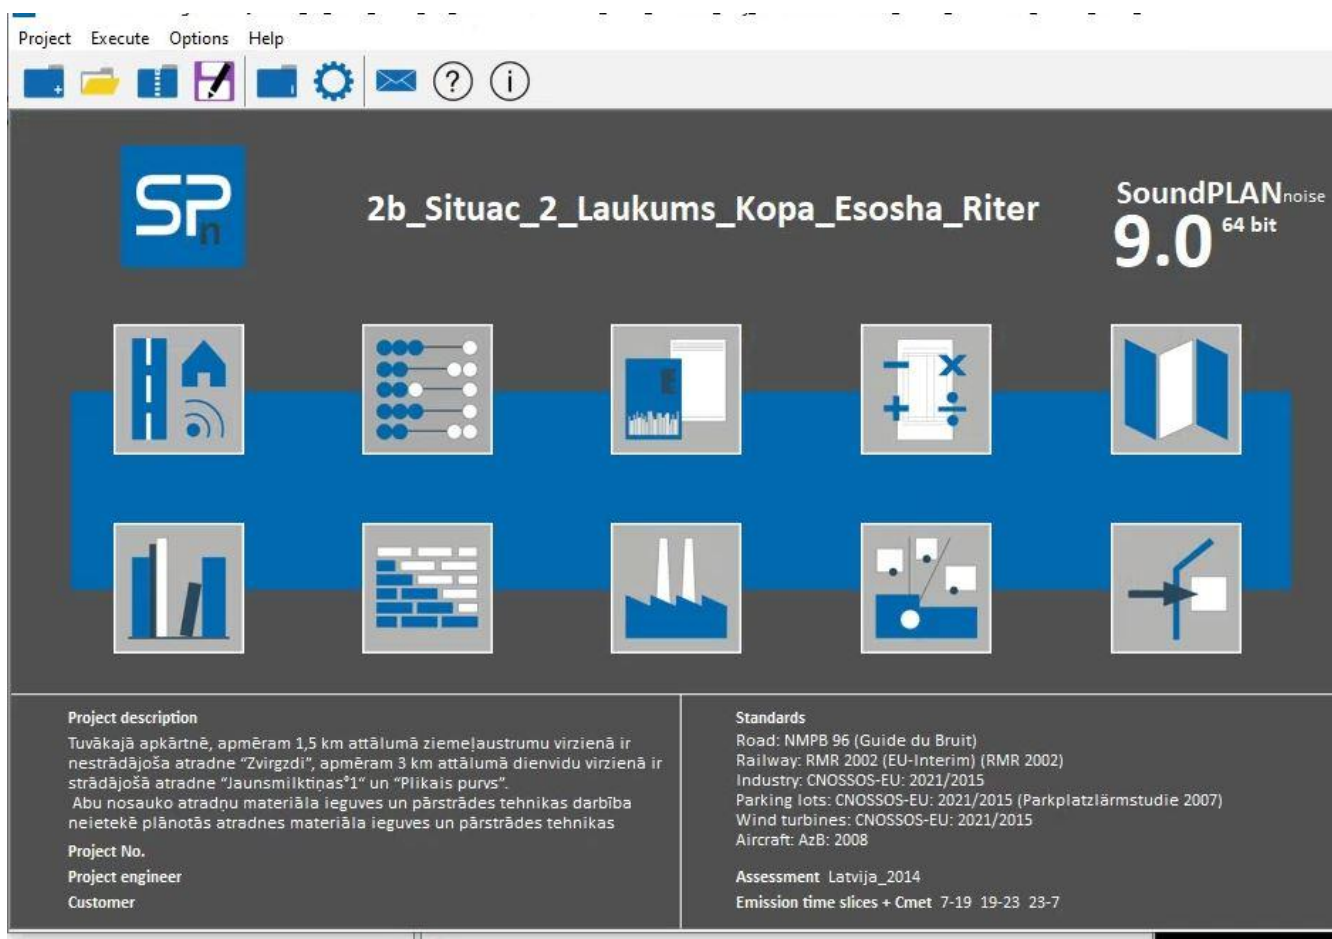 Project Execute Options Help
SPn
2b_Situac_2_Laukums_Kopa_Esosha_Riter
SoundPLANnoise
9.0 64 bit
Project description
Tuvākajā apkārtnē, apmēram 1,5 km attālumā ziemeļaustrumu virzienā ir
nestrādājoša atradne “Zvirgzdi”, apmēram 3 km attālumā dienvidu virzienā ir
strādājošā atradne “Jaunsmilktiņas°1“ un “Plikais purvs”.
Abu nosauko atradņu materiāla ieguves un pārstrādes tehnikas darbība
neietekē plānotās atradnes materiāla ieguves un pārstrādes tehnikas
Project No.
Project engineer
Customer
Standards
Road: NMPB 96 (Guide du Bruit)
Railway: RMR 2002 (EU-Interim) (RMR 2002)
Industry: CNOSSOS-EU: 2021/2015
Parking lots: CNOSSOS-EU: 2021/2015 (Parkplatzlärmstudie 2007)
Wind turbines: CNOSSOS-EU: 2021/2015
Aircraft: AzB: 2008
Assessment Latvija_2014
Emission time slices + Cmet 7-19 19-23 23-7